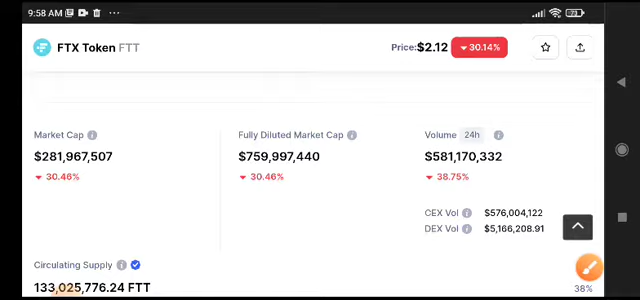 9:58 AM ...
73
FTX Token FTT
Price:$2.12 30.14%
Market Cap
$281,967,507
30.46%
Fully Diluted Market Cap
$759,997,440
30.46%
Volume 24h
$581,170,332
38.75%
CEX Vol $576,004,122
DEX Vol $5,166,208.91
Circulating Supply
133,025,776.24 FTT
38%